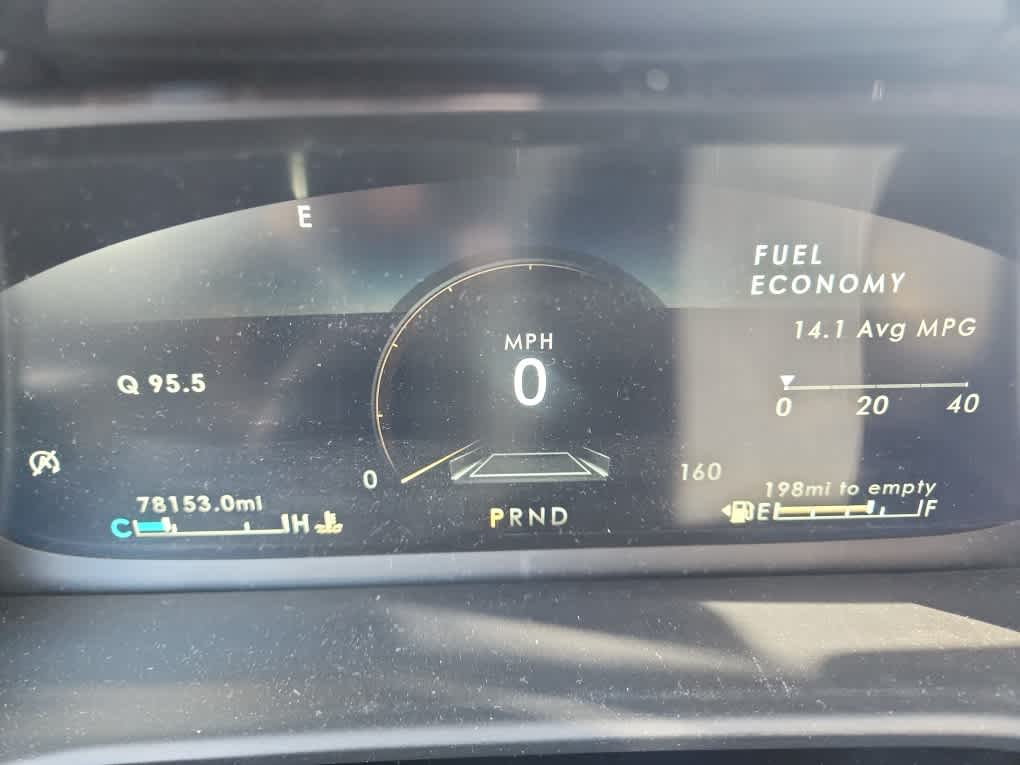 E
FUEL
ECONOMY
14.1 Avg MPG
MPH
0
Q 95.5
0 20 40
0
160
198mi to empty
78153.0mi
C H
PRND
E F